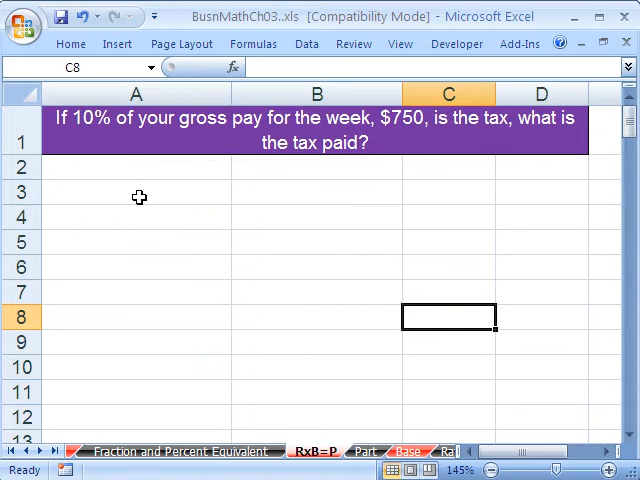 BusnMathCh03..xls [Compatibility Mode] - Microsoft Excel
Home Insert Page Layout Formulas Data Review View Developer Add-Ins
C8 fx
A B C D
1 If 10% of your gross pay for the week, $750, is the tax, what is
the tax paid?
2
3
4
5
6
7
8
9
10
11
12
13
Fraction and Percent Equivalent RxB=P Part Base Ra
Ready 145%